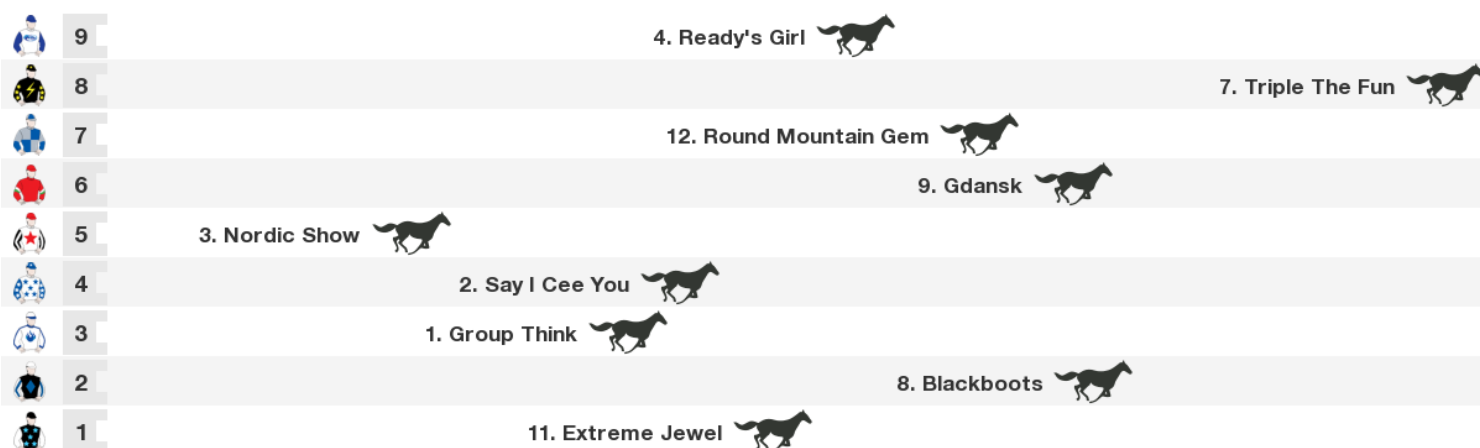 9 4. Ready's Girl
8 7. Triple The Fun
7 12. Round Mountain Gem
6 9. Gdansk
5 3. Nordic Show
4 2. Say I Cee You
3 1. Group Think
2 8. Blackboots
1 11. Extreme Jewel